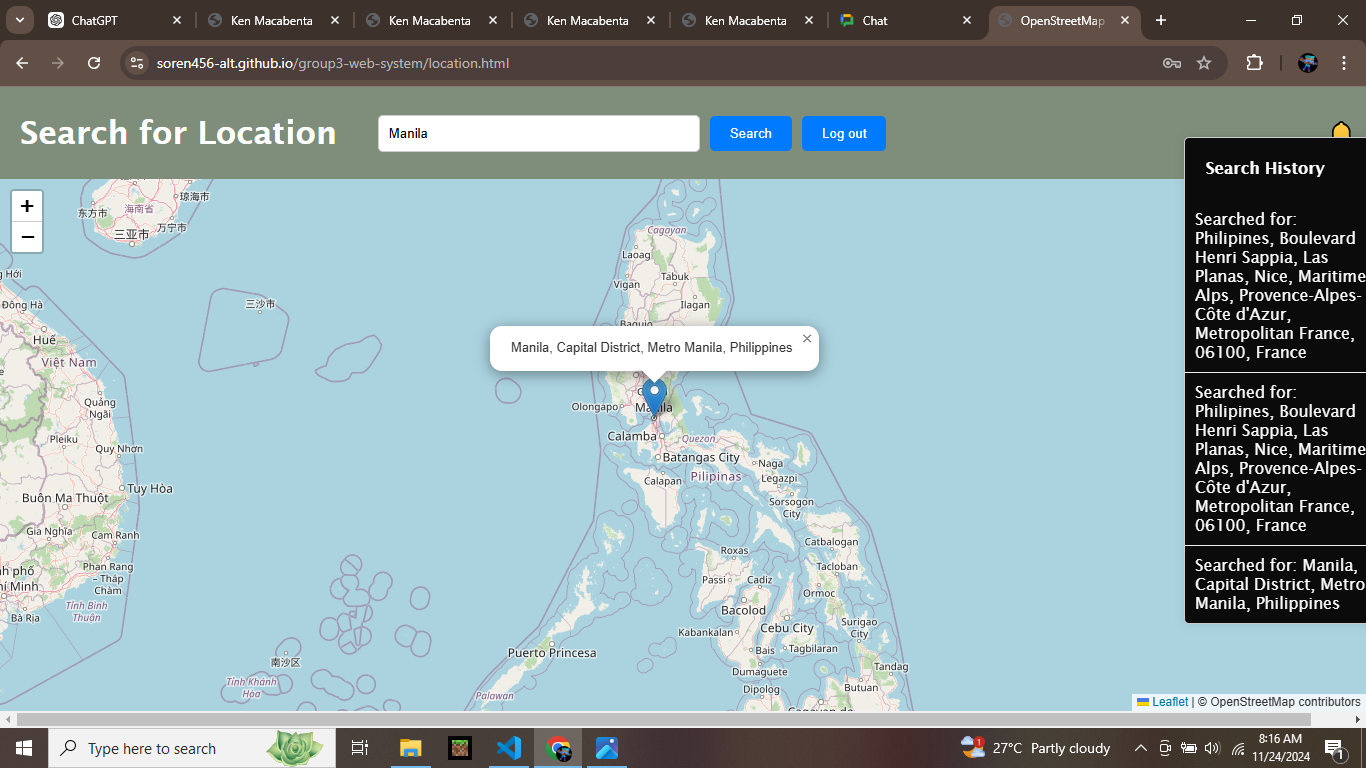 ChatGPT
Ken Macabenta
Ken Macabenta
Ken Macabenta
Ken Macabenta
Chat
OpenStreetMap
soren456-alt.github.io/group3-web-system/location.html
Search for Location
Manila
Search
Log out
Search History
Searched for:
Philipines, Boulevard
Henri Sappia, Las
Planas, Nice, Maritime
Alps, Provence-Alpes-
Côte d'Azur,
Metropolitan France,
06100, France
Searched for:
Philipines, Boulevard
Henri Sappia, Las
Planas, Nice, Maritime
Alps, Provence-Alpes-
Côte d'Azur,
Metropolitan France,
06100, France
Searched for: Manila,
Capital District, Metro
Manila, Philippines
+
−
东方市
海南省
琼海市
万宁市
三亚市
三沙市
Đông Hà
Huế
Việt Nam
Quảng
Ngãi
Pleiku
Quy Nhơn
Buôn Ma Thuột
Tuy Hòa
Gia Nghĩa
Cam Ranh
Phan Rang
– Tháp
Chàm
Tỉnh Bình
Thuận
Bà Rịa
南沙区
Tỉnh Khánh
Hòa
Cagayan
Laoag
Tabuk
Vigan
Ilagan
Baguio
Manila, Capital District, Metro Manila, Philippines
×
Olongapo
Manila
Calamba
Quezon
Batangas City
Naga
Calapan
Pilipinas
Legazpi
Sorsogon
City
Catbalogan
Roxas
Tacloban
Passi
Cadiz
Ormoc
Bacolod
Cebu City
Surigao
City
Kabankalan
Bais
Tagbilaran
Puerto Princesa
Dumaguete
Tandag
Dipolog
Butuan
Palawan
Cagayan de
Leaflet | © OpenStreetMap contributors
Type here to search
1
27°C Partly cloudy
8:16 AM
11/24/2024
1